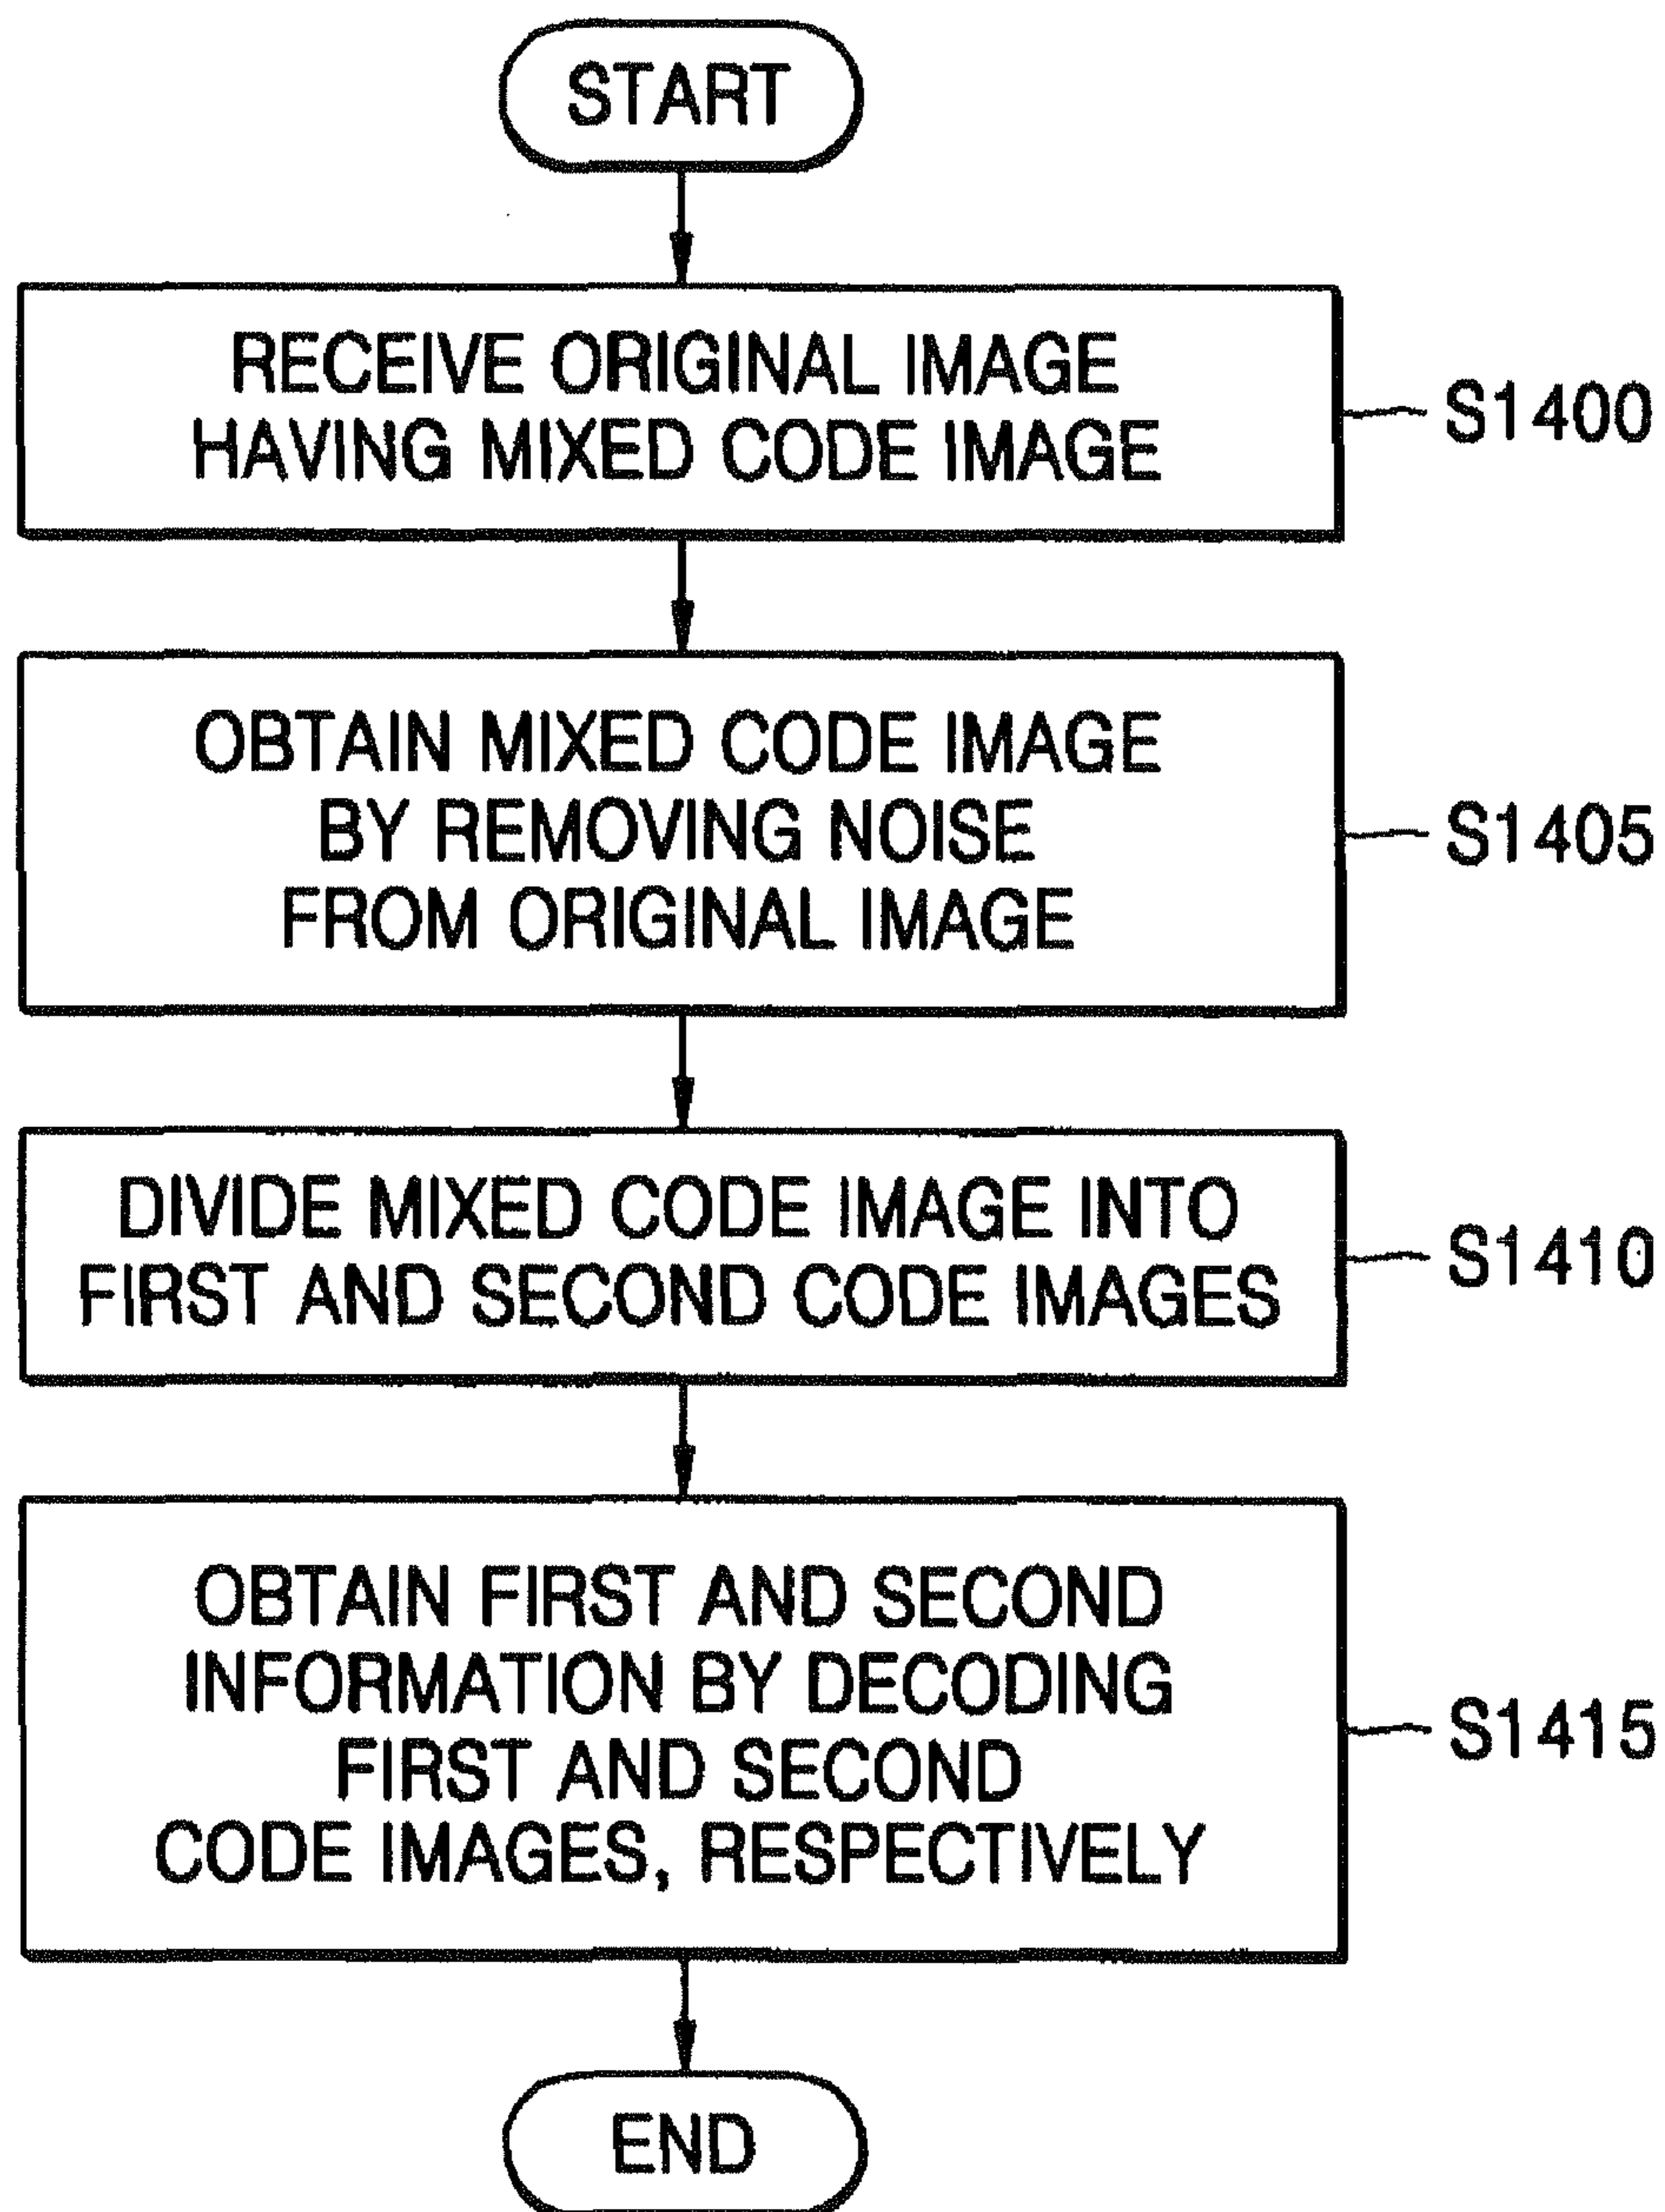 START
RECEIVE ORIGINAL IMAGE
HAVING MIXED CODE IMAGE
S1400
OBTAIN MIXED CODE IMAGE
BY REMOVING NOISE
FROM ORIGINAL IMAGE
S1405
DIVIDE MIXED CODE IMAGE INTO
FIRST AND SECOND CODE IMAGES
S1410
OBTAIN FIRST AND SECOND
INFORMATION BY DECODING
FIRST AND SECOND
CODE IMAGES, RESPECTIVELY
S1415
END